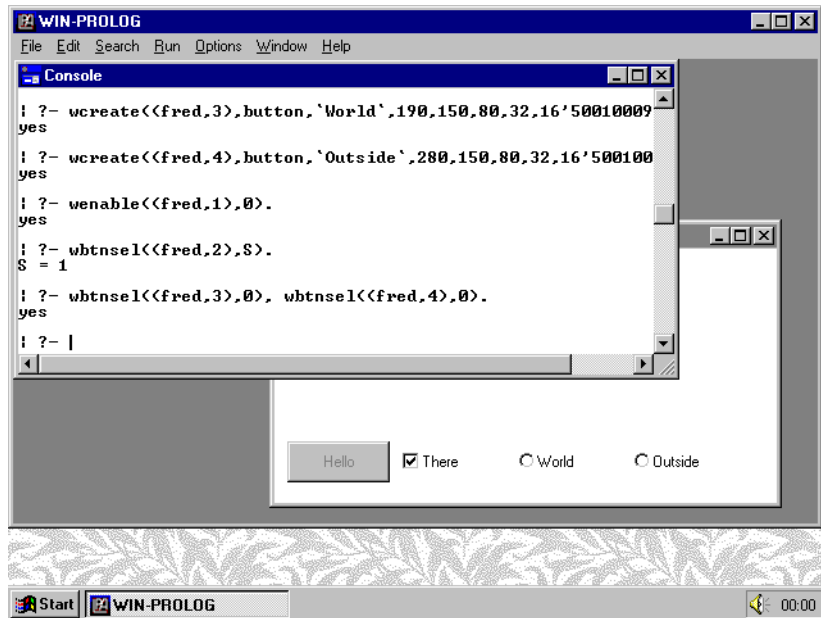 WIN-PROLOG
File Edit Search Run Options Window Help
Console
| ?- wcreate((fred,3),button,`World`,190,150,80,32,16'50010009
yes
| ?- wcreate((fred,4),button,`Outside`,280,150,80,32,16'500100
yes
| ?- wenable((fred,1),0).
yes
| ?- wbtnsel((fred,2),S).
S = 1
| ?- wbtnsel((fred,3),0), wbtnsel((fred,4),0).
yes
| ?- |
Hello There World Outside
Start WIN-PROLOG 00:00